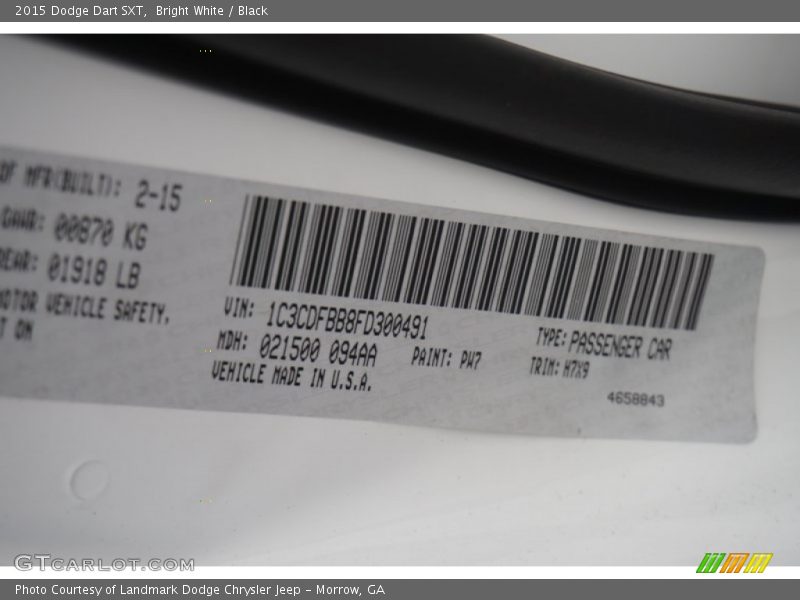 2015 Dodge Dart SXT,  Bright White / Black
OF MFR(BUILT): 2-15
GAWR: 00870 KG
REAR: 01918 LB
MOTOR VEHICLE SAFETY,
T ON
VIN: 1C3CDFBB8FD300491
MDH: 021500 094AA
PAINT: PW7
VEHICLE MADE IN U.S.A.
TYPE: PASSENGER CAR
TRIM: H7X9
4658843
GTCARLOT.COM
Photo Courtesy of Landmark Dodge Chrysler Jeep – Morrow, GA